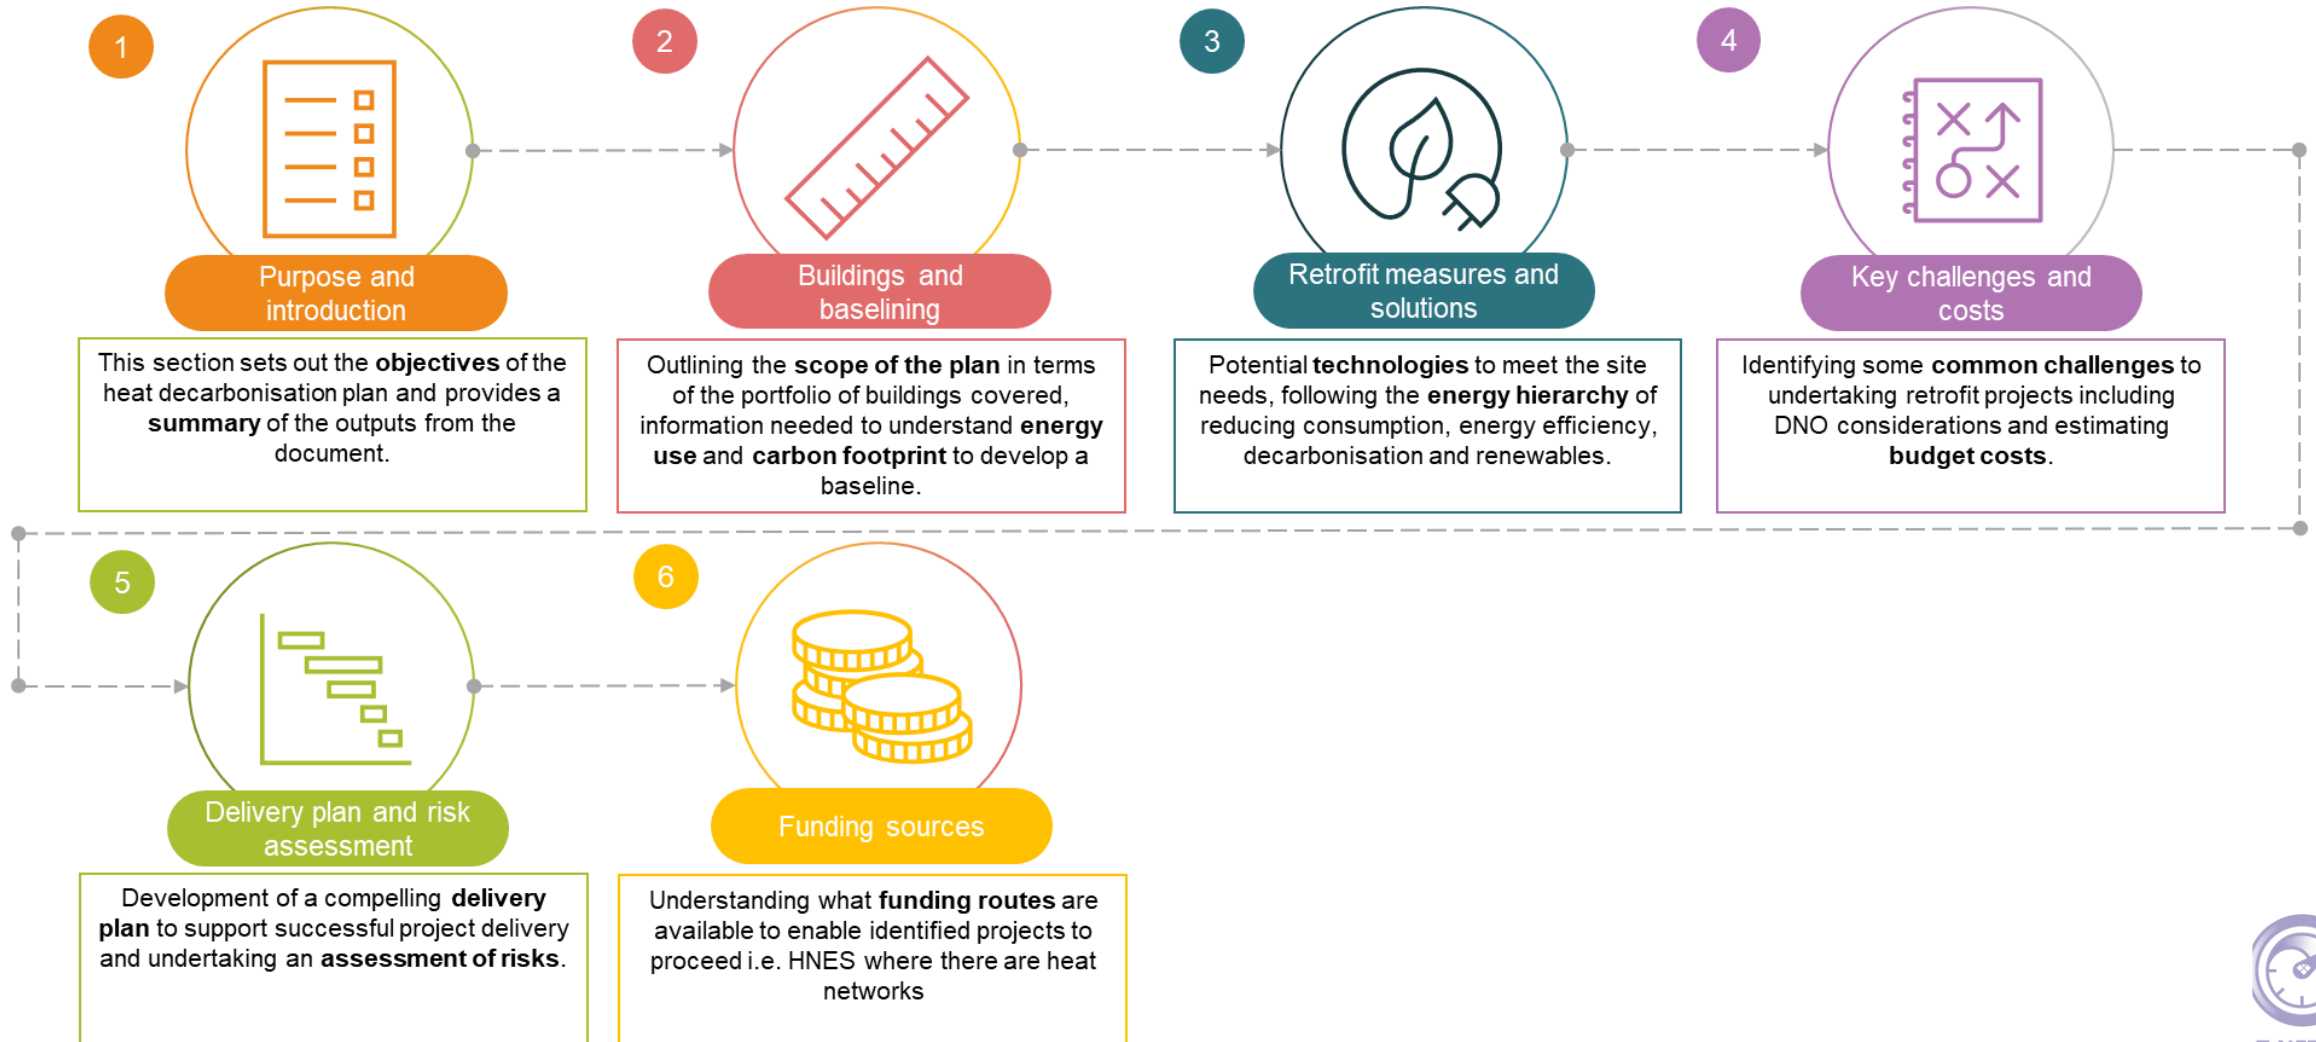 1
Purpose and
introduction
This section sets out the objectives of the
heat decarbonisation plan and provides a
summary of the outputs from the
document.
2
Buildings and
baselining
Outlining the scope of the plan in terms
of the portfolio of buildings covered,
information needed to understand energy
use and carbon footprint to develop a
baseline.
3
Retrofit measures and
solutions
Potential technologies to meet the site
needs, following the energy hierarchy of
reducing consumption, energy efficiency,
decarbonisation and renewables.
4
Key challenges and
costs
Identifying some common challenges to
undertaking retrofit projects including
DNO considerations and estimating
budget costs.
5
Delivery plan and risk
assessment
Development of a compelling delivery
plan to support successful project delivery
and undertaking an assessment of risks.
6
Funding sources
Understanding what funding routes are
available to enable identified projects to
proceed i.e. HNES where there are heat
networks